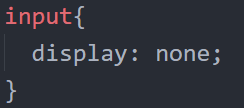 input{
  display: none;
}